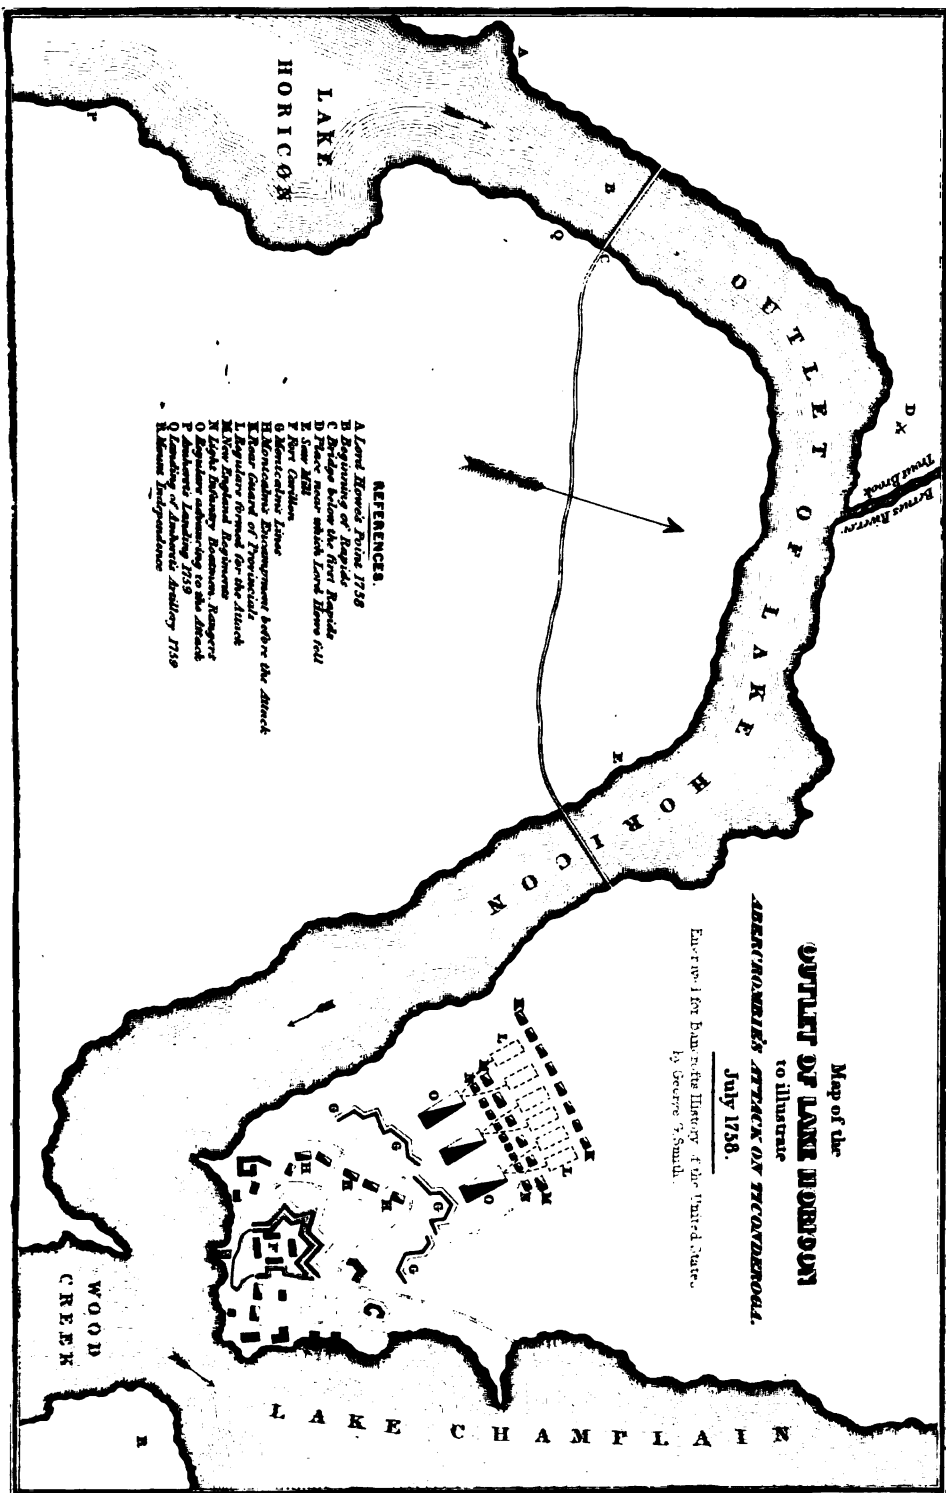 Map of the
OUTLET OF LAKE HORICON
to illustrate
ABERCROMBIE'S ATTACK ON TICONDEROGA.
July 1758.
Engraved for Bancrofts History of the United States
by George G. Smith.
REFERENCES.
A Lord Howe's Point 1758
B Beginning of Rapids
C Bridge below the first Rapids
D Place near which Lord Howe fell
E Saw Mill
F Fort Carillon
G Montcalm's Lines
H Montcalm's Encampment before the Attack
K Rear Guard of Provincials
L Regulars formed for the Attack
M New England Regiments
N Light Infantry Boatmen, Rangers
O Regulars advancing to the Attack
P Amherst's Landing 1759
Q Landing of Amherst's Artillery 1759
R Mount Independence
LAKE
HORICON
OUTLET OF LAKE HORICON
Trout Brook
LAKE CHAMPLAIN
WOOD
CREEK
A
B
C
D
E
P
Q
R
K
K
L
L
M
M
N
N
O
O
G
G
G
G
H
H
H
F
C